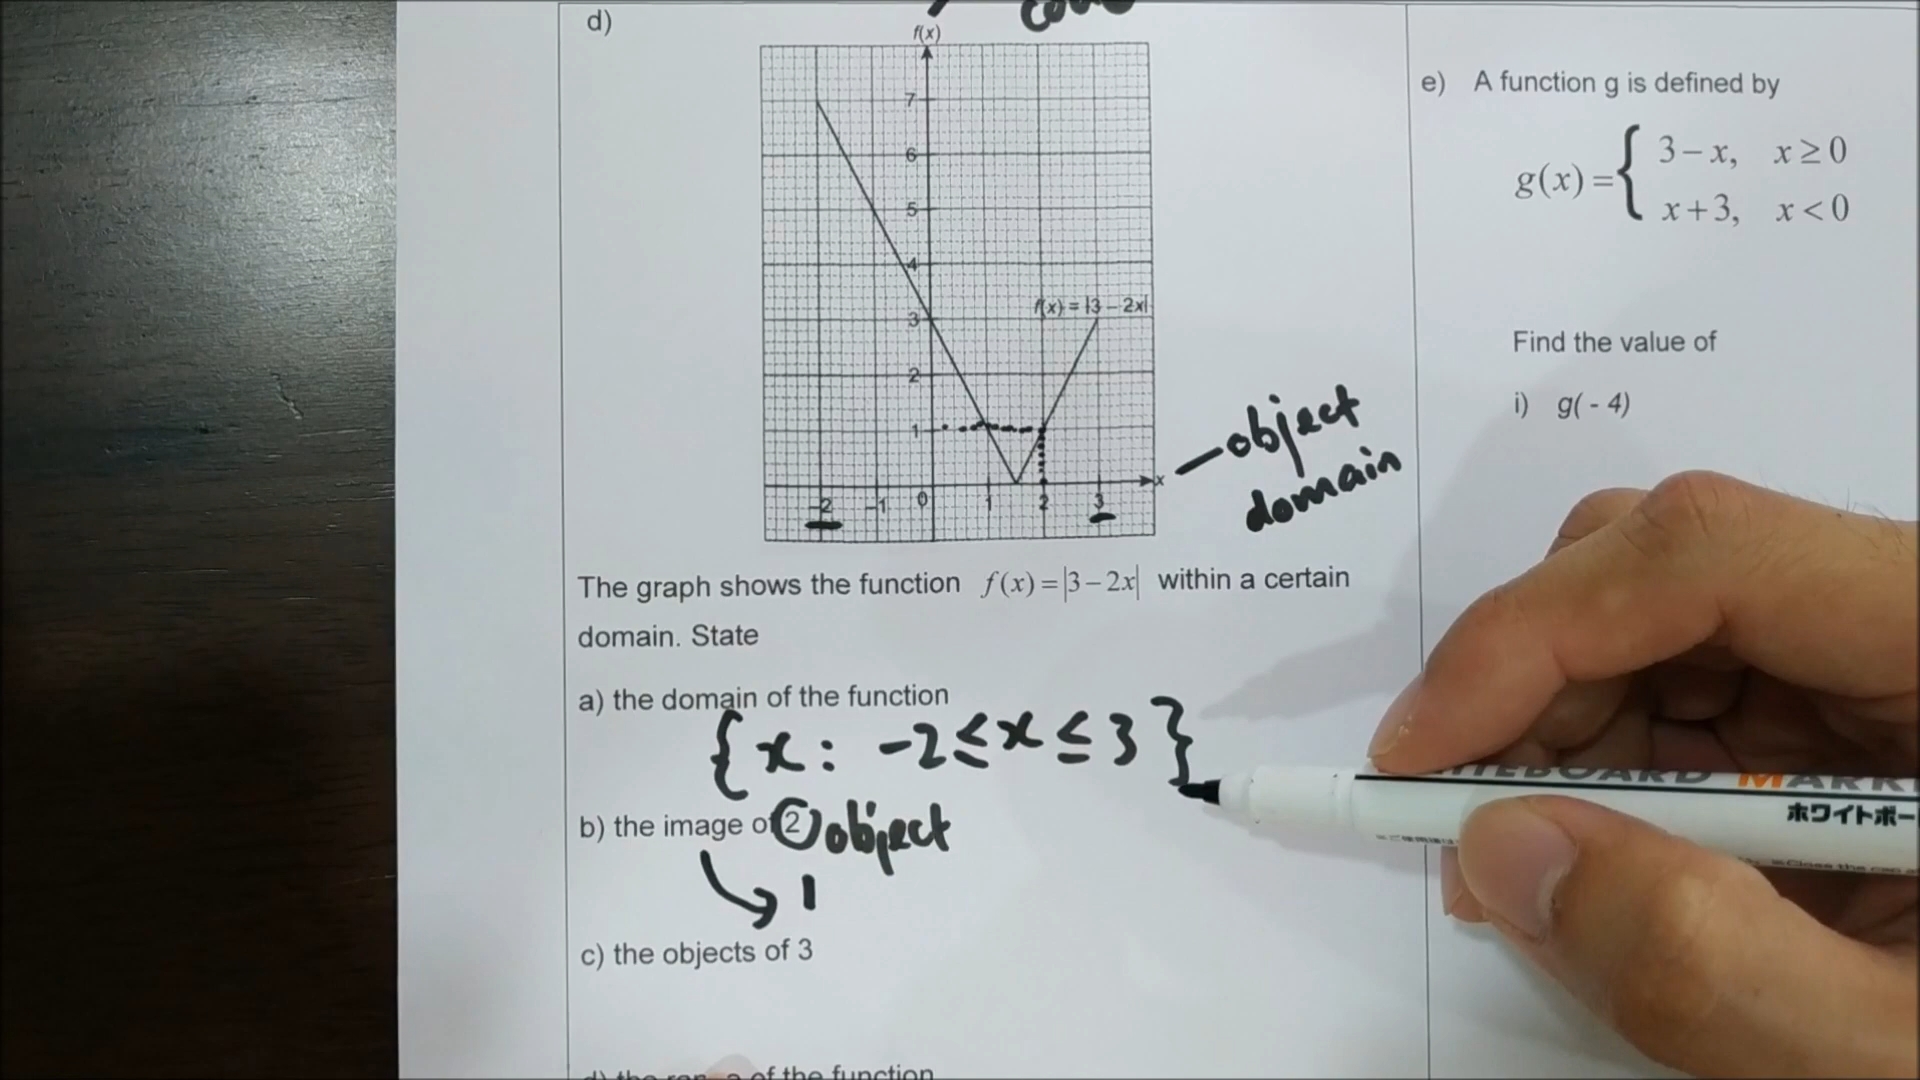 d)
f(x)
7
6
5
4
3
2
1
f(x) = |3 – 2x|
-2 -1 0 1 2 3 x
object
domain
The graph shows the function f(x) = |3 – 2x| within a certain
domain. State
a) the domain of the function
{ x : -2 ≤ x ≤ 3 }
b) the image of 2 object
1
c) the objects of 3
of the function
e) A function g is defined by
g(x) = { 3 – x, x ≥ 0
x + 3, x < 0
Find the value of
i) g( - 4)
ホワイトボー